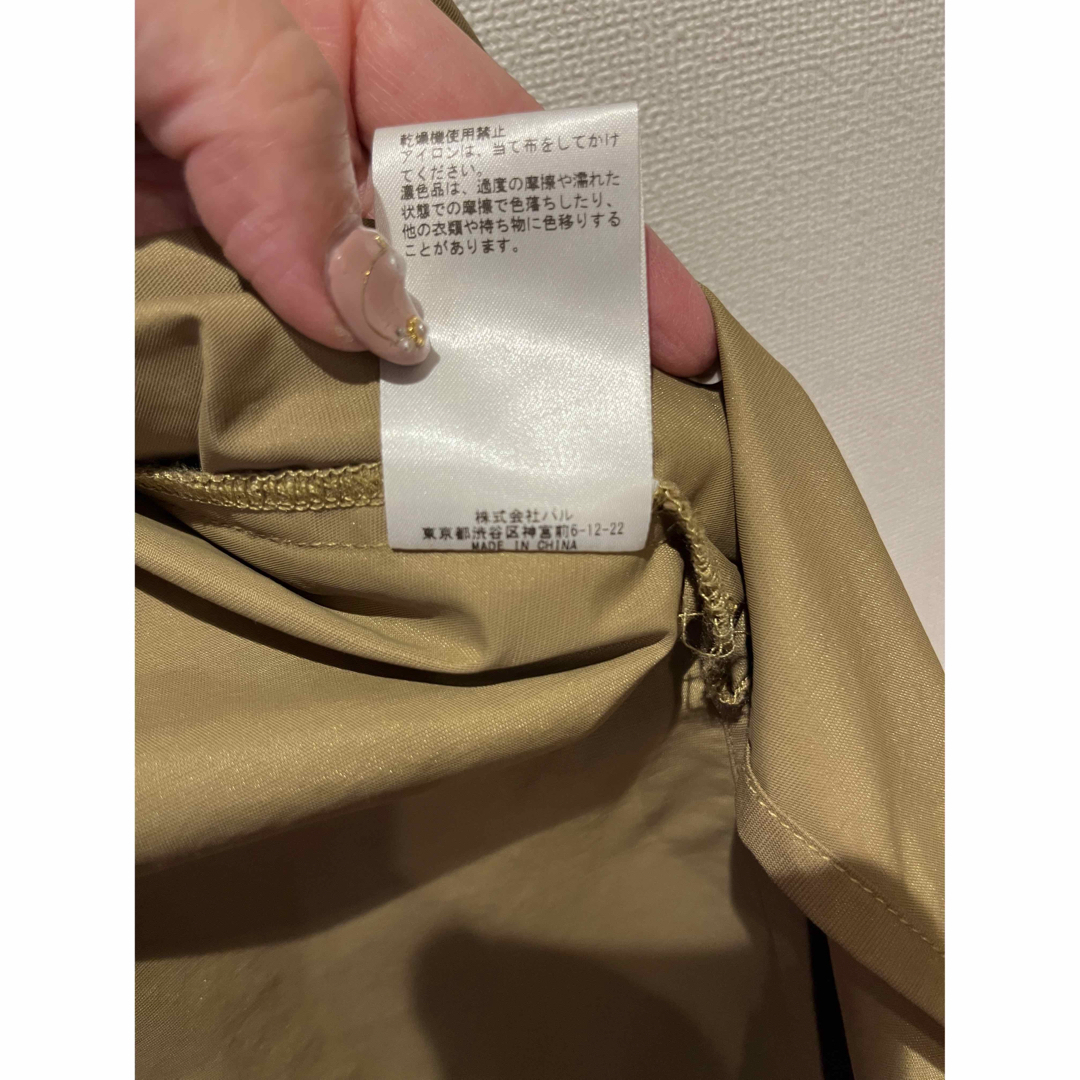 乾燥機使用禁止
アイロンは、当て布をしてかけ
てください。
濃色品は、過度の摩擦や濡れた
状態での摩擦で色落ちしたり、
他の衣類や持ち物に色移りする
ことがあります。
株式会社パル
東京都渋谷区神宮前6-12-22
MADE IN CHINA